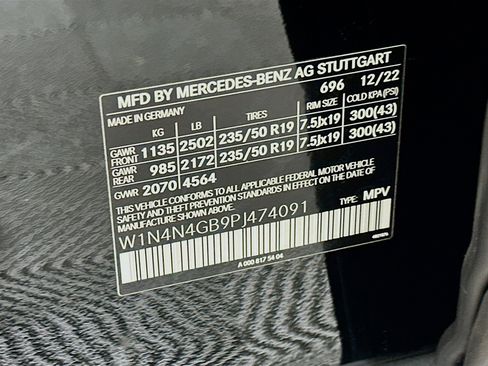 MFD BY MERCEDES-BENZ AG STUTTGART
696 12/22
MADE IN GERMANY
KG LB TIRES RIM SIZE COLD KPA (PSI)
GAWR FRONT 1135 2502 235/50 R19 7.5Jx19 300(43)
GAWR REAR 985 2172 235/50 R19 7.5Jx19 300(43)
GVWR 2070 4564
THIS VEHICLE CONFORMS TO ALL APPLICABLE U.S. FEDERAL MOTOR
VEHICLE SAFETY AND THEFT PREVENTION STANDARDS IN EFFECT ON THE DATE OF
MANUFACTURE SHOWN ABOVE.
W1N4N4GB9PJ474091 TYPE: MPV
A 000 817 54 04